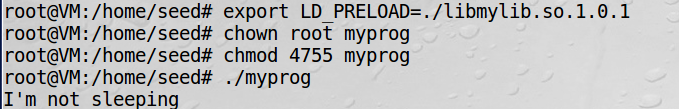 root@VM:/home/seed# export LD_PRELOAD=./libmylib.so.1.0.1
root@VM:/home/seed# chown root myprog
root@VM:/home/seed# chmod 4755 myprog
root@VM:/home/seed# ./myprog
I'm not sleeping